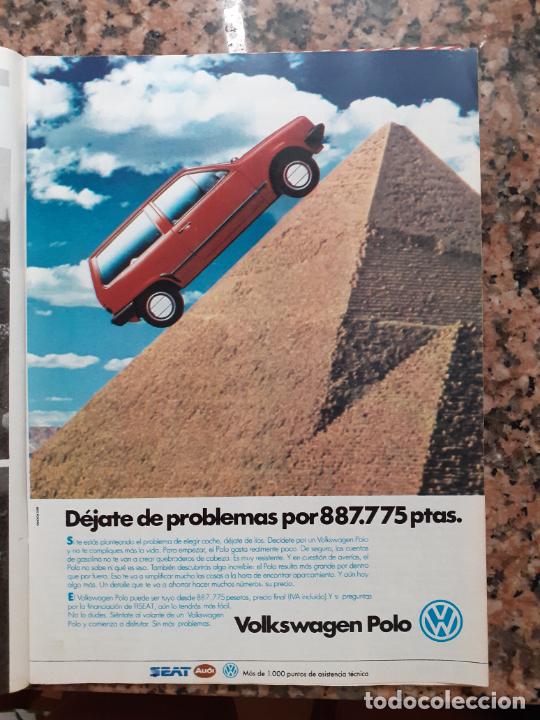 Déjate de problemas por 887.775 ptas.
Si te estás planteando el problema de elegir coche, déjate de líos. Decídete por un Volkswagen Polo
y no te compliques más la vida. Para empezar, el Polo gasta realmente poco. De seguro, las cuentas
de gasolina no te van a crear quebraderos de cabeza. Es muy resistente. Y en cuestión de averías, el
Polo no sabe ni qué es eso. También descubrirás algo increíble: el Polo resulta más grande por dentro
que por fuera. Eso te va a simplificar mucho las cosas a la hora de encontrar aparcamiento. Y aún hay
algo más. Un detalle que te va a ahorrar hacer muchos números, su precio.
El Volkswagen Polo puede ser tuyo desde 887.775 pesetas, precio final (IVA incluido). Y si preguntas
por la financiación de FISEAT, aún lo tendrás más fácil.
No lo dudes. Siéntate al volante de un Volkswagen
Polo y comienza a disfrutar. Sin más problemas.
Volkswagen Polo
SEAT Audi Más de 1.000 puntos de asistencia técnica
todocoleccion
todocoleccion.net